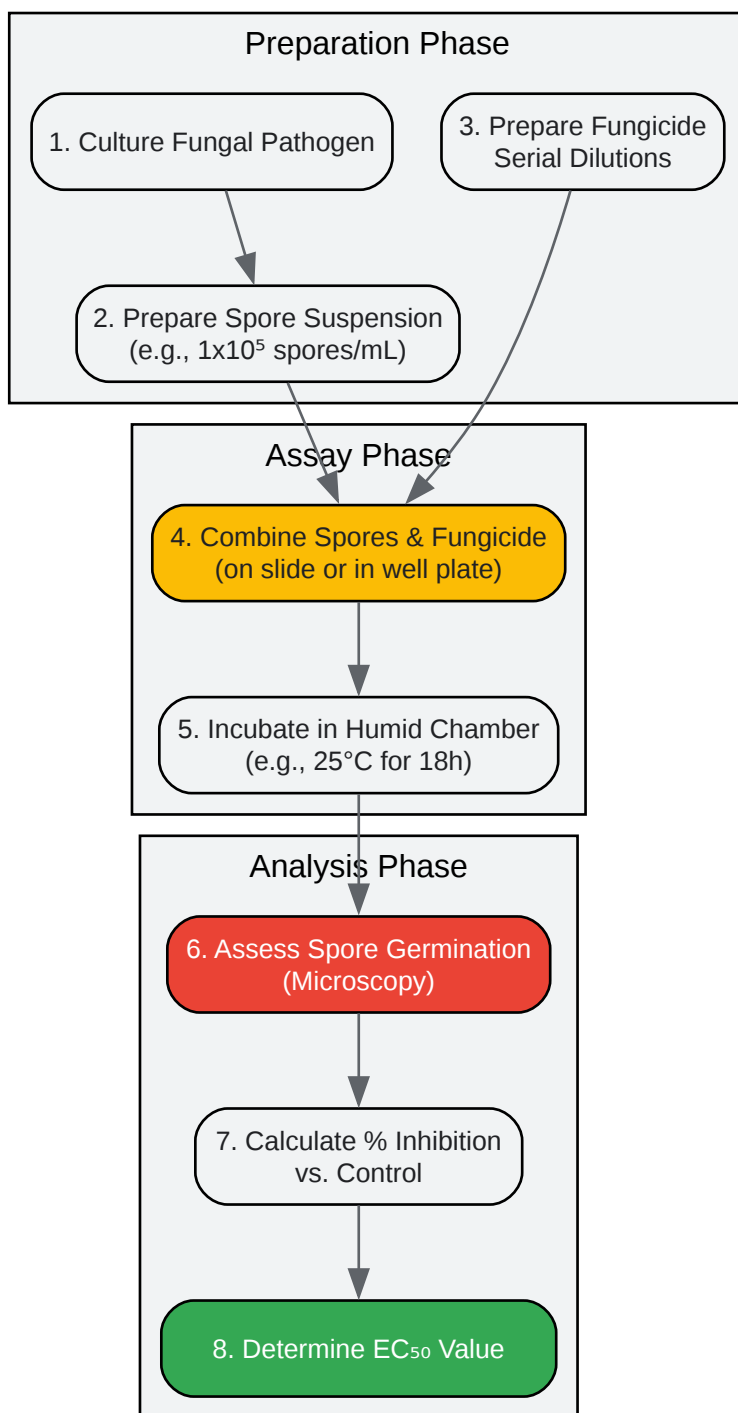 Preparation Phase
1. Culture Fungal Pathogen
3. Prepare Fungicide
Serial Dilutions
2. Prepare Spore Suspension
(e.g., 1x10⁵ spores/mL)
Assay Phase
4. Combine Spores & Fungicide
(on slide or in well plate)
5. Incubate in Humid Chamber
(e.g., 25°C for 18h)
Analysis Phase
6. Assess Spore Germination
(Microscopy)
7. Calculate % Inhibition
vs. Control
8. Determine EC₅₀ Value